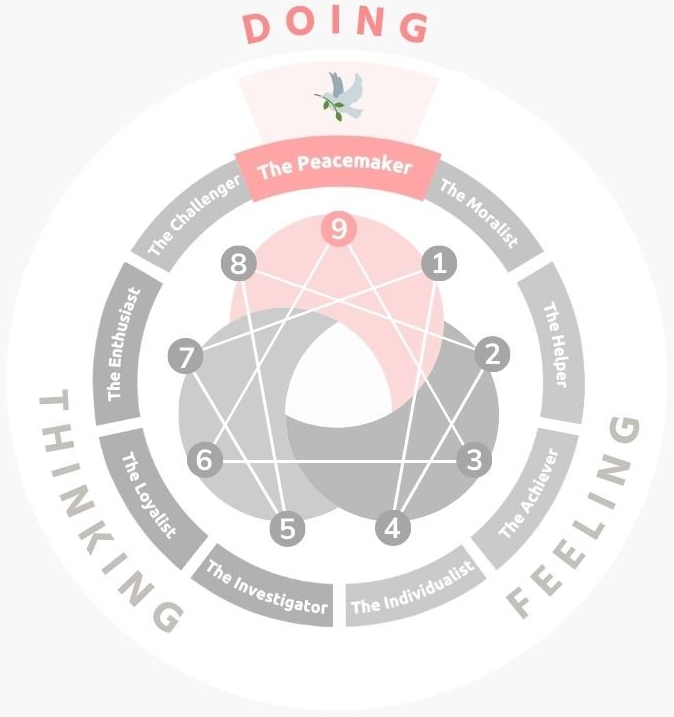 DOING
The Peacemaker
The Challenger
The Moralist
9
8
1
The Enthusiast
The Helper
7
2
THINKING
FEELING
6
3
The Loyalist
The Achiever
5
4
The Investigator
The Individualist